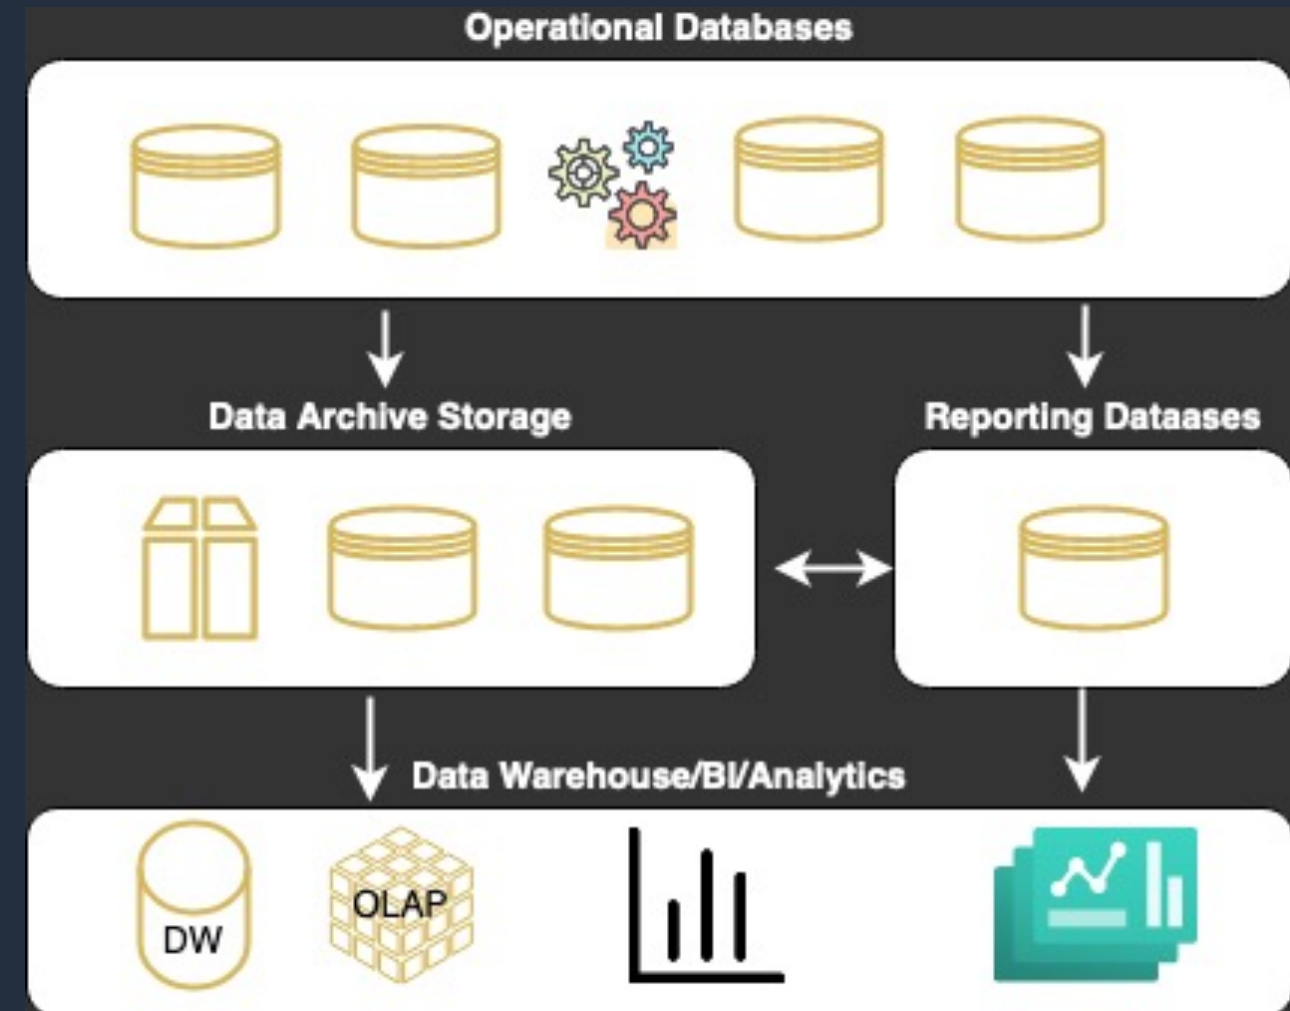 Operational Databases
Data Archive Storage
Reporting Dataases
Data Warehouse/BI/Analytics
DW
OLAP